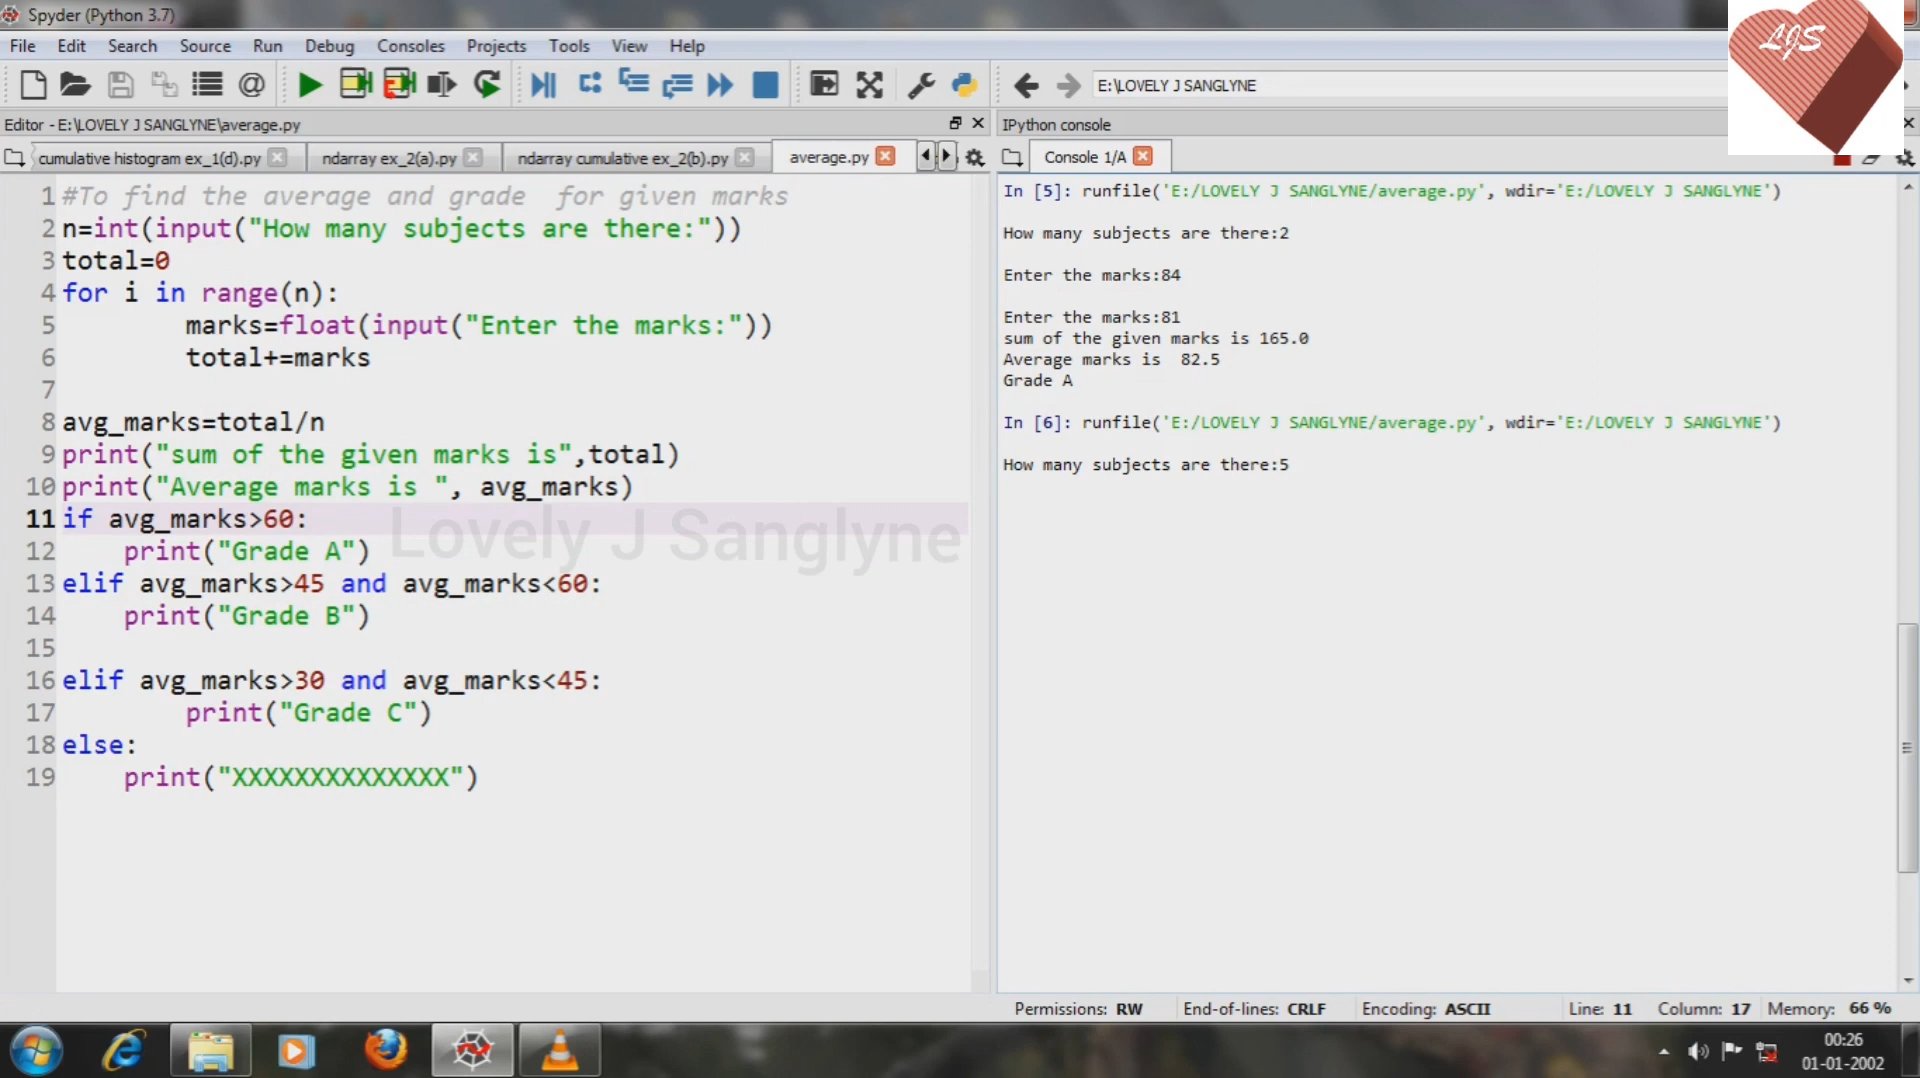 Spyder (Python 3.7)
File Edit Search Source Run Debug Consoles Projects Tools View Help
LJS
E:\LOVELY J SANGLYNE
Editor - E:\LOVELY J SANGLYNE\average.py
IPython console
cumulative histogram ex_1(d).py ndarray ex_2(a).py ndarray cumulative ex_2(b).py average.py
Console 1/A
1 #To find the average and grade  for given marks
2 n=int(input("How many subjects are there:"))
3 total=0
4 for i in range(n):
5         marks=float(input("Enter the marks:"))
6         total+=marks
7
8 avg_marks=total/n
9 print("sum of the given marks is",total)
10 print("Average marks is ", avg_marks)
11 if avg_marks>60:
12     print("Grade A")
13 elif avg_marks>45 and avg_marks<60:
14     print("Grade B")
15
16 elif avg_marks>30 and avg_marks<45:
17         print("Grade C")
18 else:
19     print("XXXXXXXXXXXXXX")
Lovely J Sanglyne
In [5]: runfile('E:/LOVELY J SANGLYNE/average.py', wdir='E:/LOVELY J SANGLYNE')
How many subjects are there:2
Enter the marks:84
Enter the marks:81
sum of the given marks is 165.0
Average marks is  82.5
Grade A
In [6]: runfile('E:/LOVELY J SANGLYNE/average.py', wdir='E:/LOVELY J SANGLYNE')
How many subjects are there:5
Permissions: RW End-of-lines: CRLF Encoding: ASCII Line: 11 Column: 17 Memory: 66 %
00:26
01-01-2002